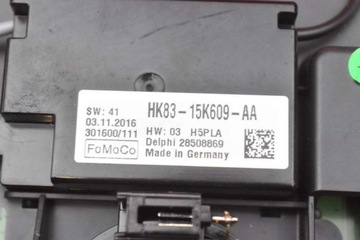 SW: 41
HK83-15K609-AA
03.11.2016
301600/111
HW: 03 H5PLA
Delphi 28508869
FoMoCo
Made in Germany